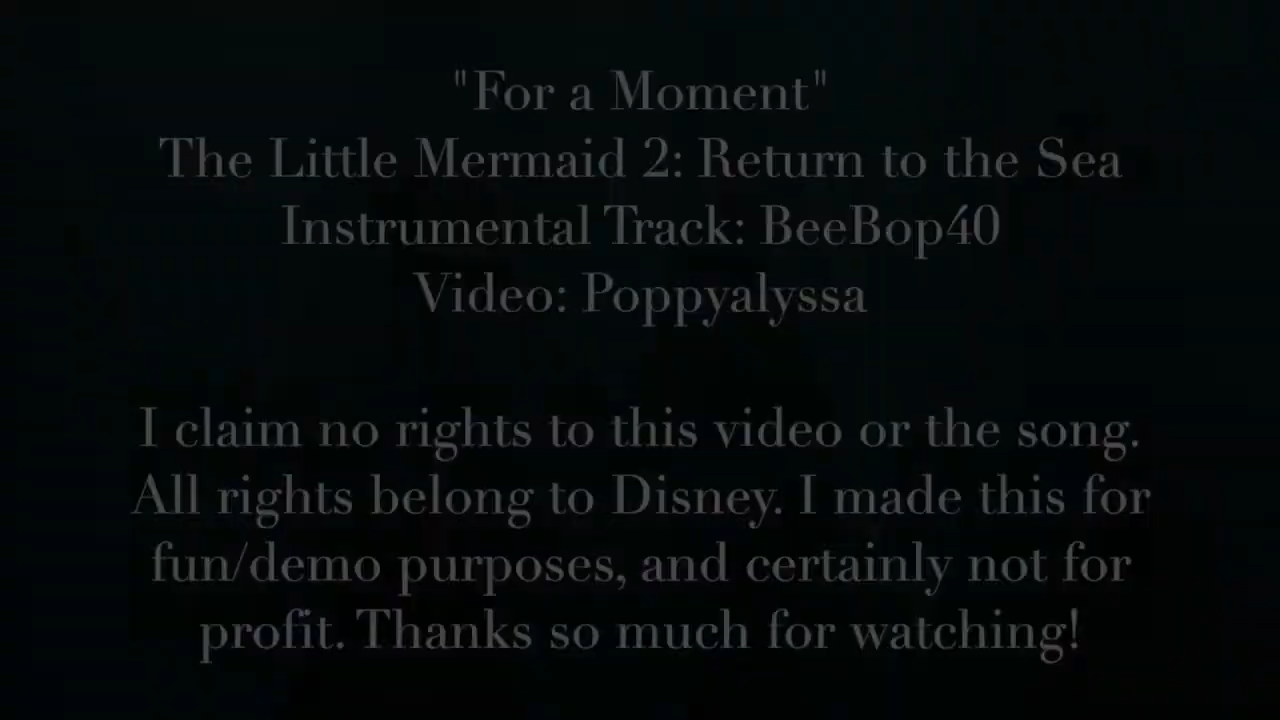 "For a Moment"
The Little Mermaid 2: Return to the Sea
Instrumental Track: BeeBop40
Video: Poppyalyssa
I claim no rights to this video or the song.
All rights belong to Disney. I made this for
fun/demo purposes, and certainly not for
profit. Thanks so much for watching!